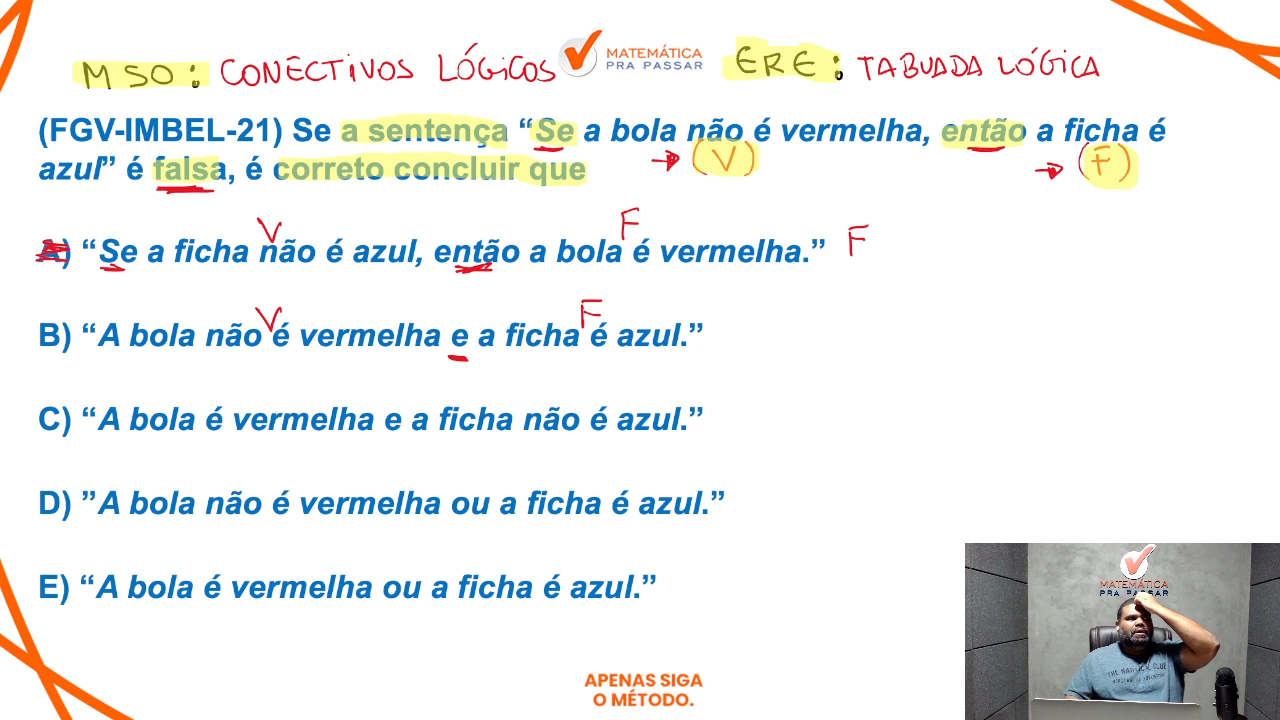 MSO: CONECTIVOS LÓGICOS MATEMÁTICA PRA PASSAR ERE: TABUADA LÓGICA
(FGV-IMBEL-21) Se a sentença “Se a bola não é vermelha, então a ficha é
azul” é falsa, é correto concluir que → (V) → (F)
V F
A) “Se a ficha não é azul, então a bola é vermelha.” F
V F
B) “A bola não é vermelha e a ficha é azul.”
C) “A bola é vermelha e a ficha não é azul.”
D) ”A bola não é vermelha ou a ficha é azul.”
E) “A bola é vermelha ou a ficha é azul.”
MATEMÁTICA
PRA PASSAR
APENAS SIGA
O MÉTODO.